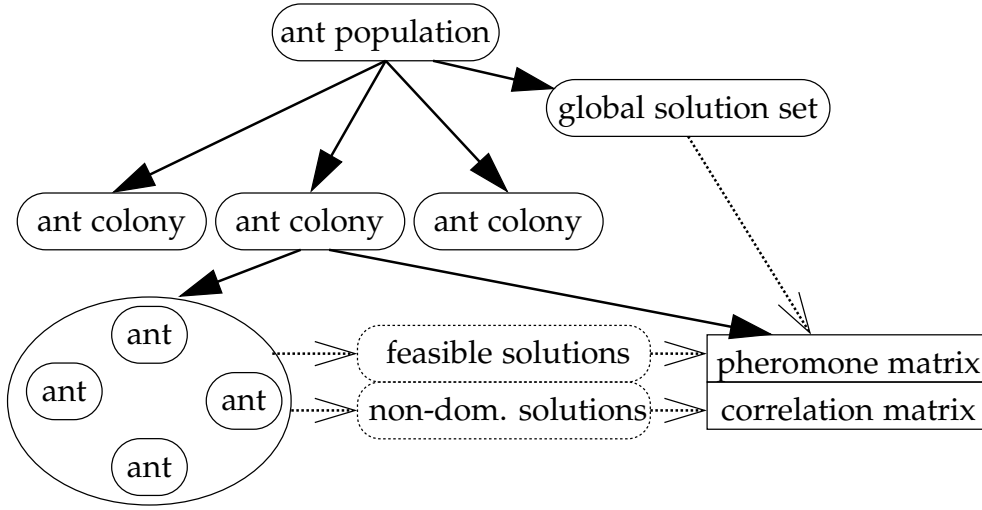 ant population
global solution set
ant colony
ant colony
ant colony
ant
ant
ant
ant
feasible solutions
non-dom. solutions
pheromone matrix
correlation matrix